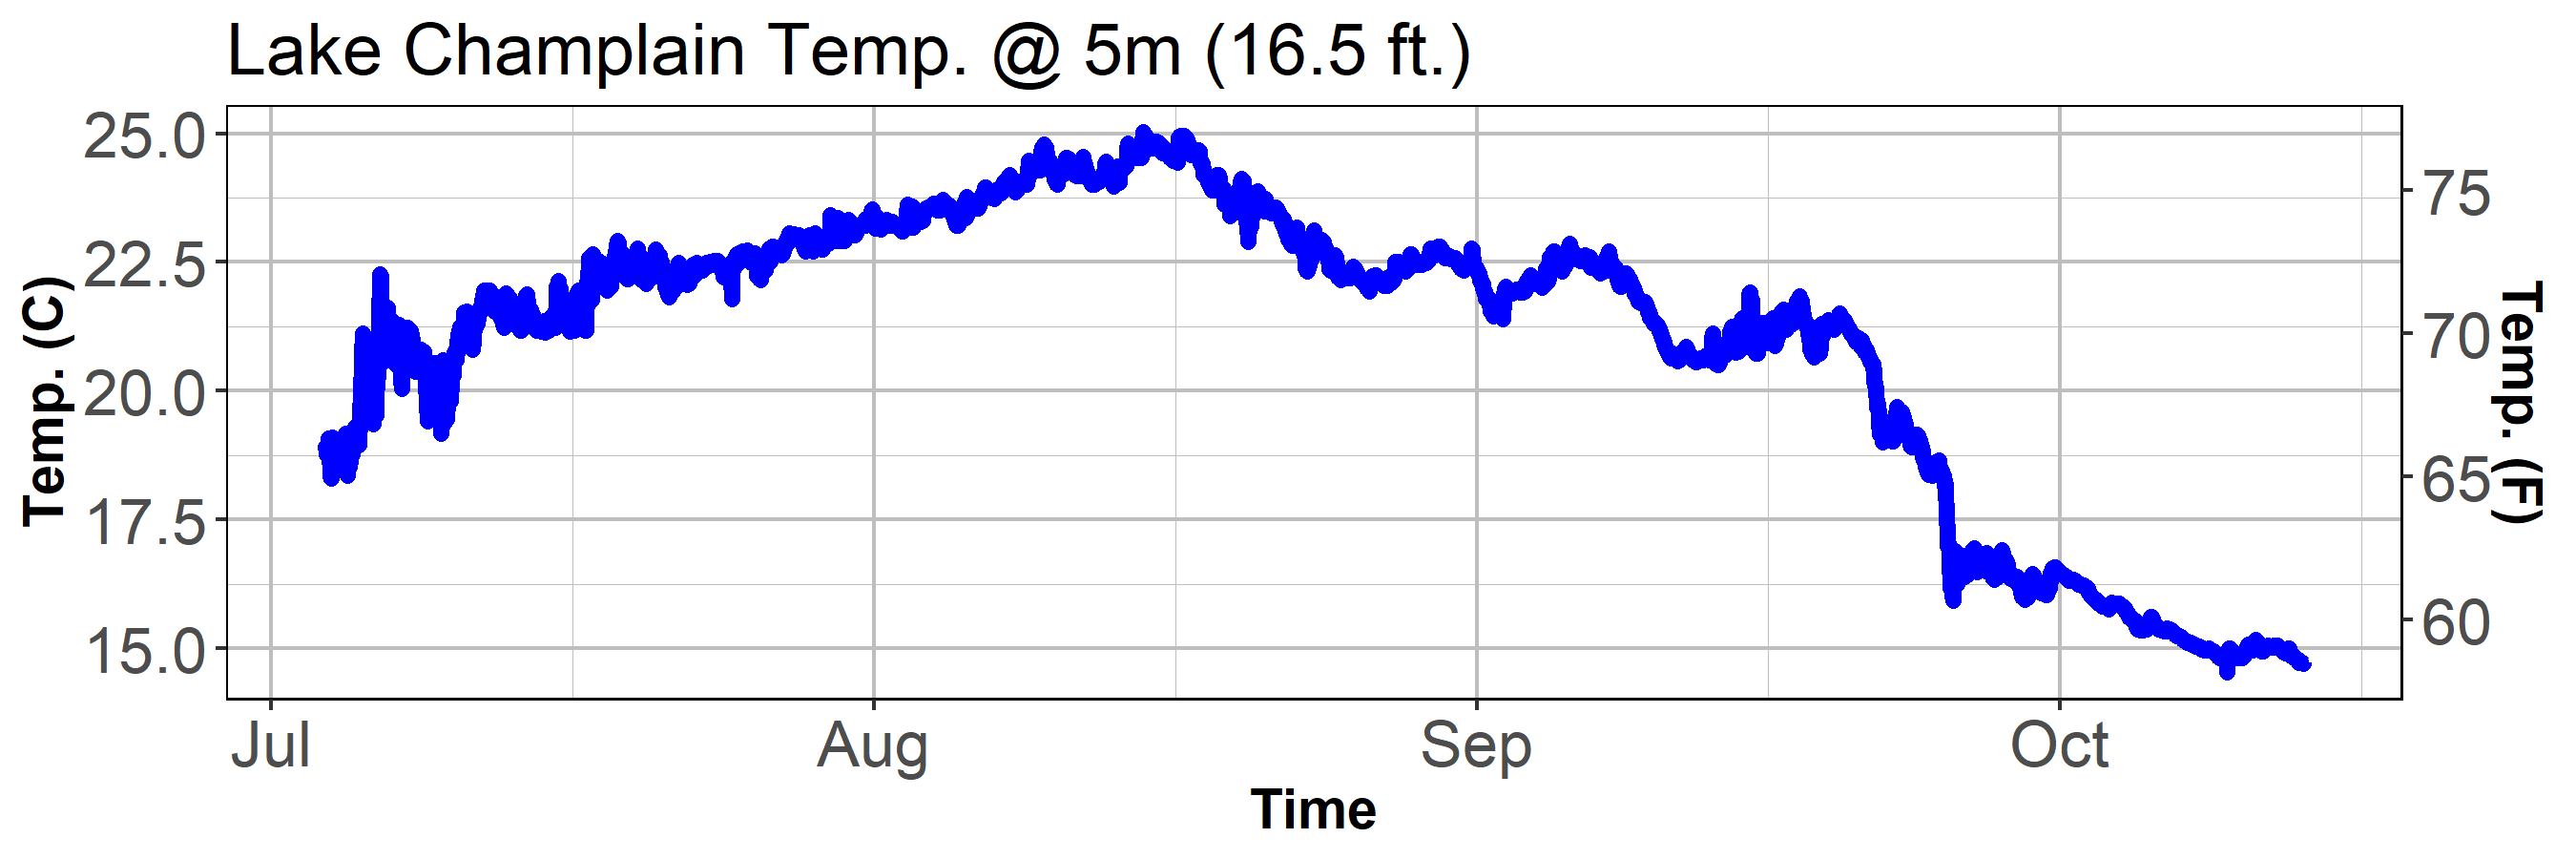 Lake Champlain Temp. @ 5m (16.5 ft.)
Temp. (C)
25.0
22.5
20.0
17.5
15.0
75
70
65
60
Temp. (F)
Jul Aug Sep Oct
Time